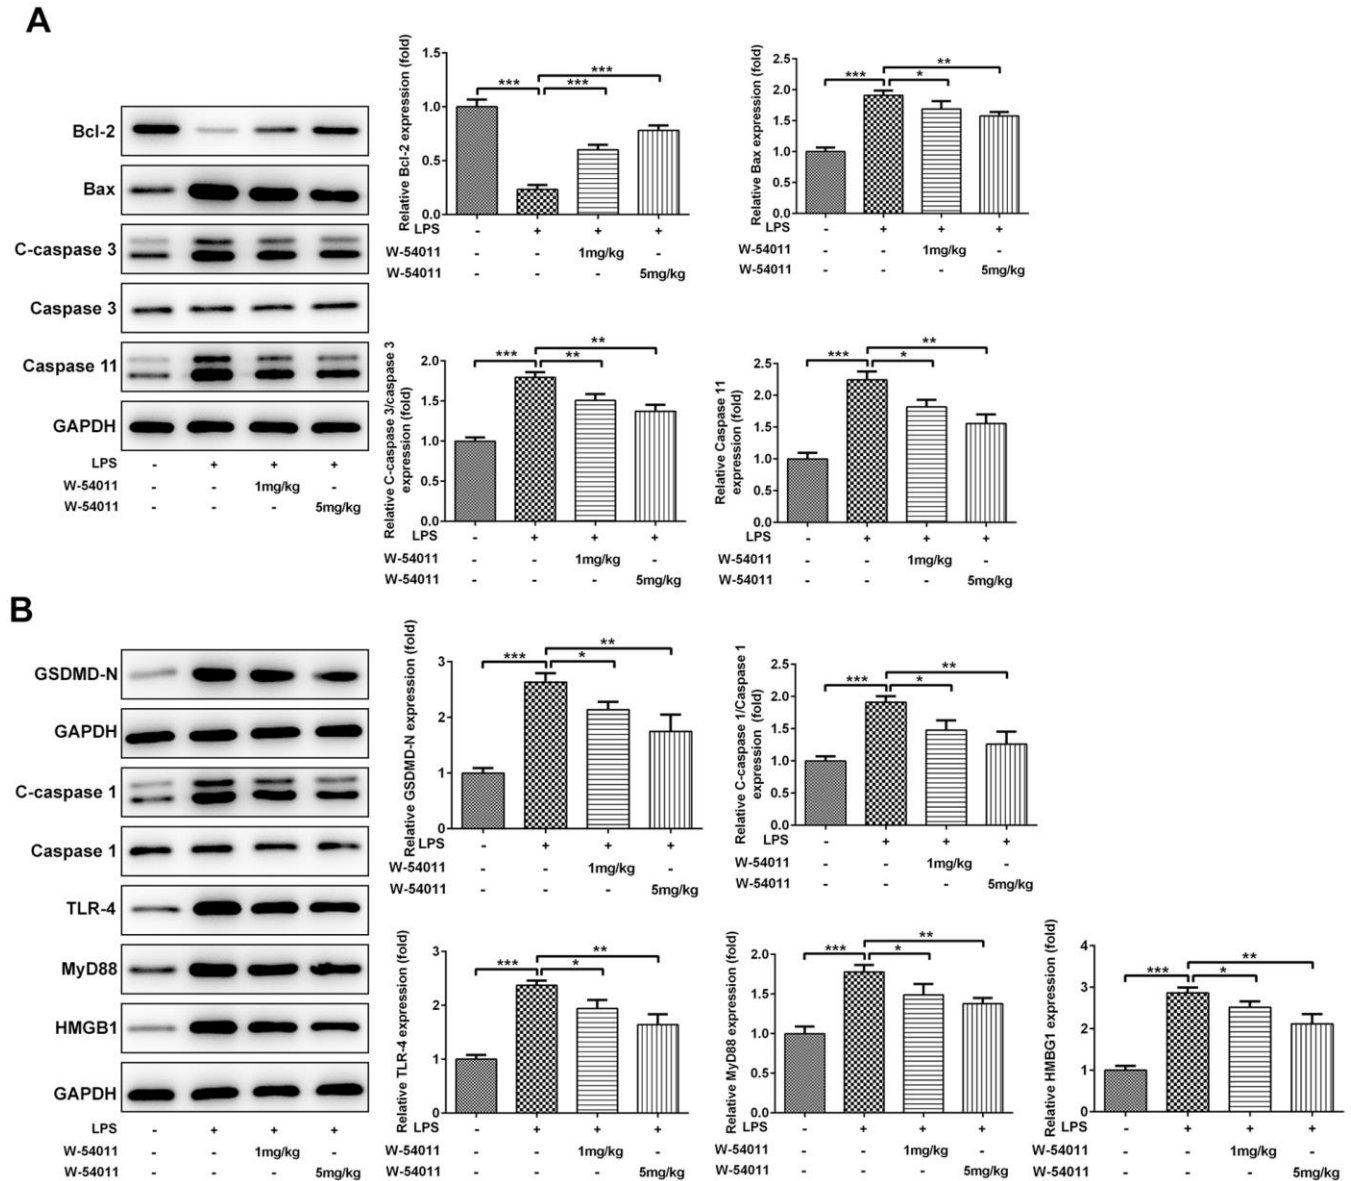 A
Bcl-2
Bax
C-caspase 3
Caspase 3
Caspase 11
GAPDH
LPS - + + +
W-54011 - - 1mg/kg -
W-54011 - - - 5mg/kg
Relative Bcl-2 expression (fold)
1.5
1.0
0.5
0.0
*** *** ***
LPS - + + +
W-54011 - - 1mg/kg -
W-54011 - - - 5mg/kg
Relative Bax expression (fold)
2.5
2.0
1.5
1.0
0.5
0.0
*** * **
LPS - + + +
W-54011 - - 1mg/kg -
W-54011 - - - 5mg/kg
Relative C-caspase 3/caspase 3
expression (fold)
2.0
1.5
1.0
0.5
0.0
*** ** **
LPS - + + +
W-54011 - - 1mg/kg -
W-54011 - - - 5mg/kg
Relative Caspase 11
expression (fold)
2.5
2.0
1.5
1.0
0.5
0.0
*** * **
LPS - + + +
W-54011 - - 1mg/kg -
W-54011 - - - 5mg/kg
B
GSDMD-N
GAPDH
C-caspase 1
Caspase 1
TLR-4
MyD88
HMGB1
GAPDH
LPS - + + +
W-54011 - - 1mg/kg -
W-54011 - - - 5mg/kg
Relative GSDMD-N expression (fold)
3
2
1
0
*** * **
LPS - + + +
W-54011 - - 1mg/kg -
W-54011 - - - 5mg/kg
Relative C-caspase 1/Caspase 1
expression (fold)
2.5
2.0
1.5
1.0
0.5
0.0
*** * **
LPS - + + +
W-54011 - - 1mg/kg -
W-54011 - - - 5mg/kg
Relative TLR-4 expression (fold)
3
2
1
0
*** * **
LPS - + + +
W-54011 - - 1mg/kg -
W-54011 - - - 5mg/kg
Relative MyD88 expression (fold)
2.0
1.5
1.0
0.5
0.0
*** * **
LPS - + + +
W-54011 - - 1mg/kg -
W-54011 - - - 5mg/kg
Relative HMBG1 expression (fold)
4
3
2
1
0
*** * **
LPS - + + +
W-54011 - - 1mg/kg -
W-54011 - - - 5mg/kg